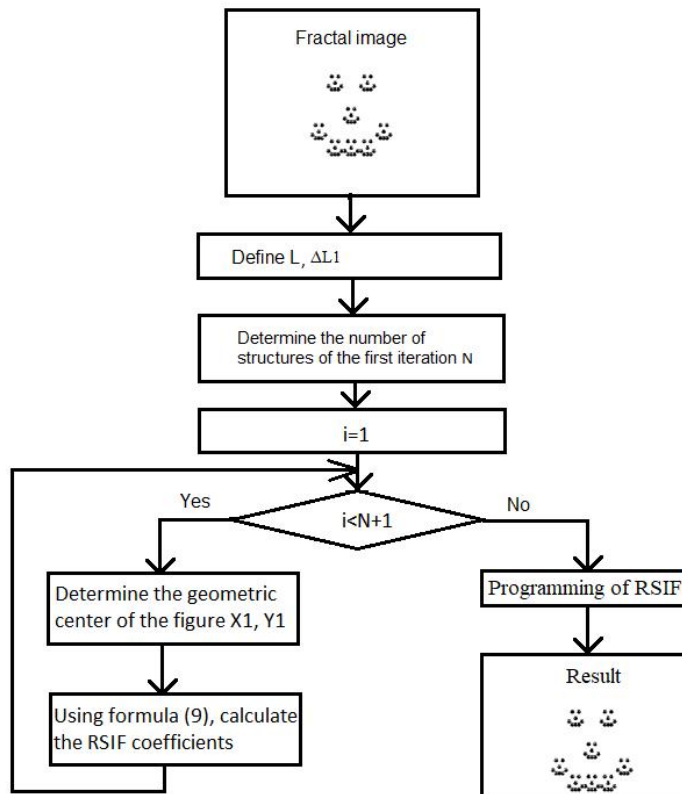 Fractal image
Define L, ΔL1
Determine the number of
structures of the first iteration N
i=1
Yes
i<N+1
No
Determine the geometric
center of the figure X1, Y1
Programming of RSIF
Using formula (9), calculate
the RSIF coefficients
Result